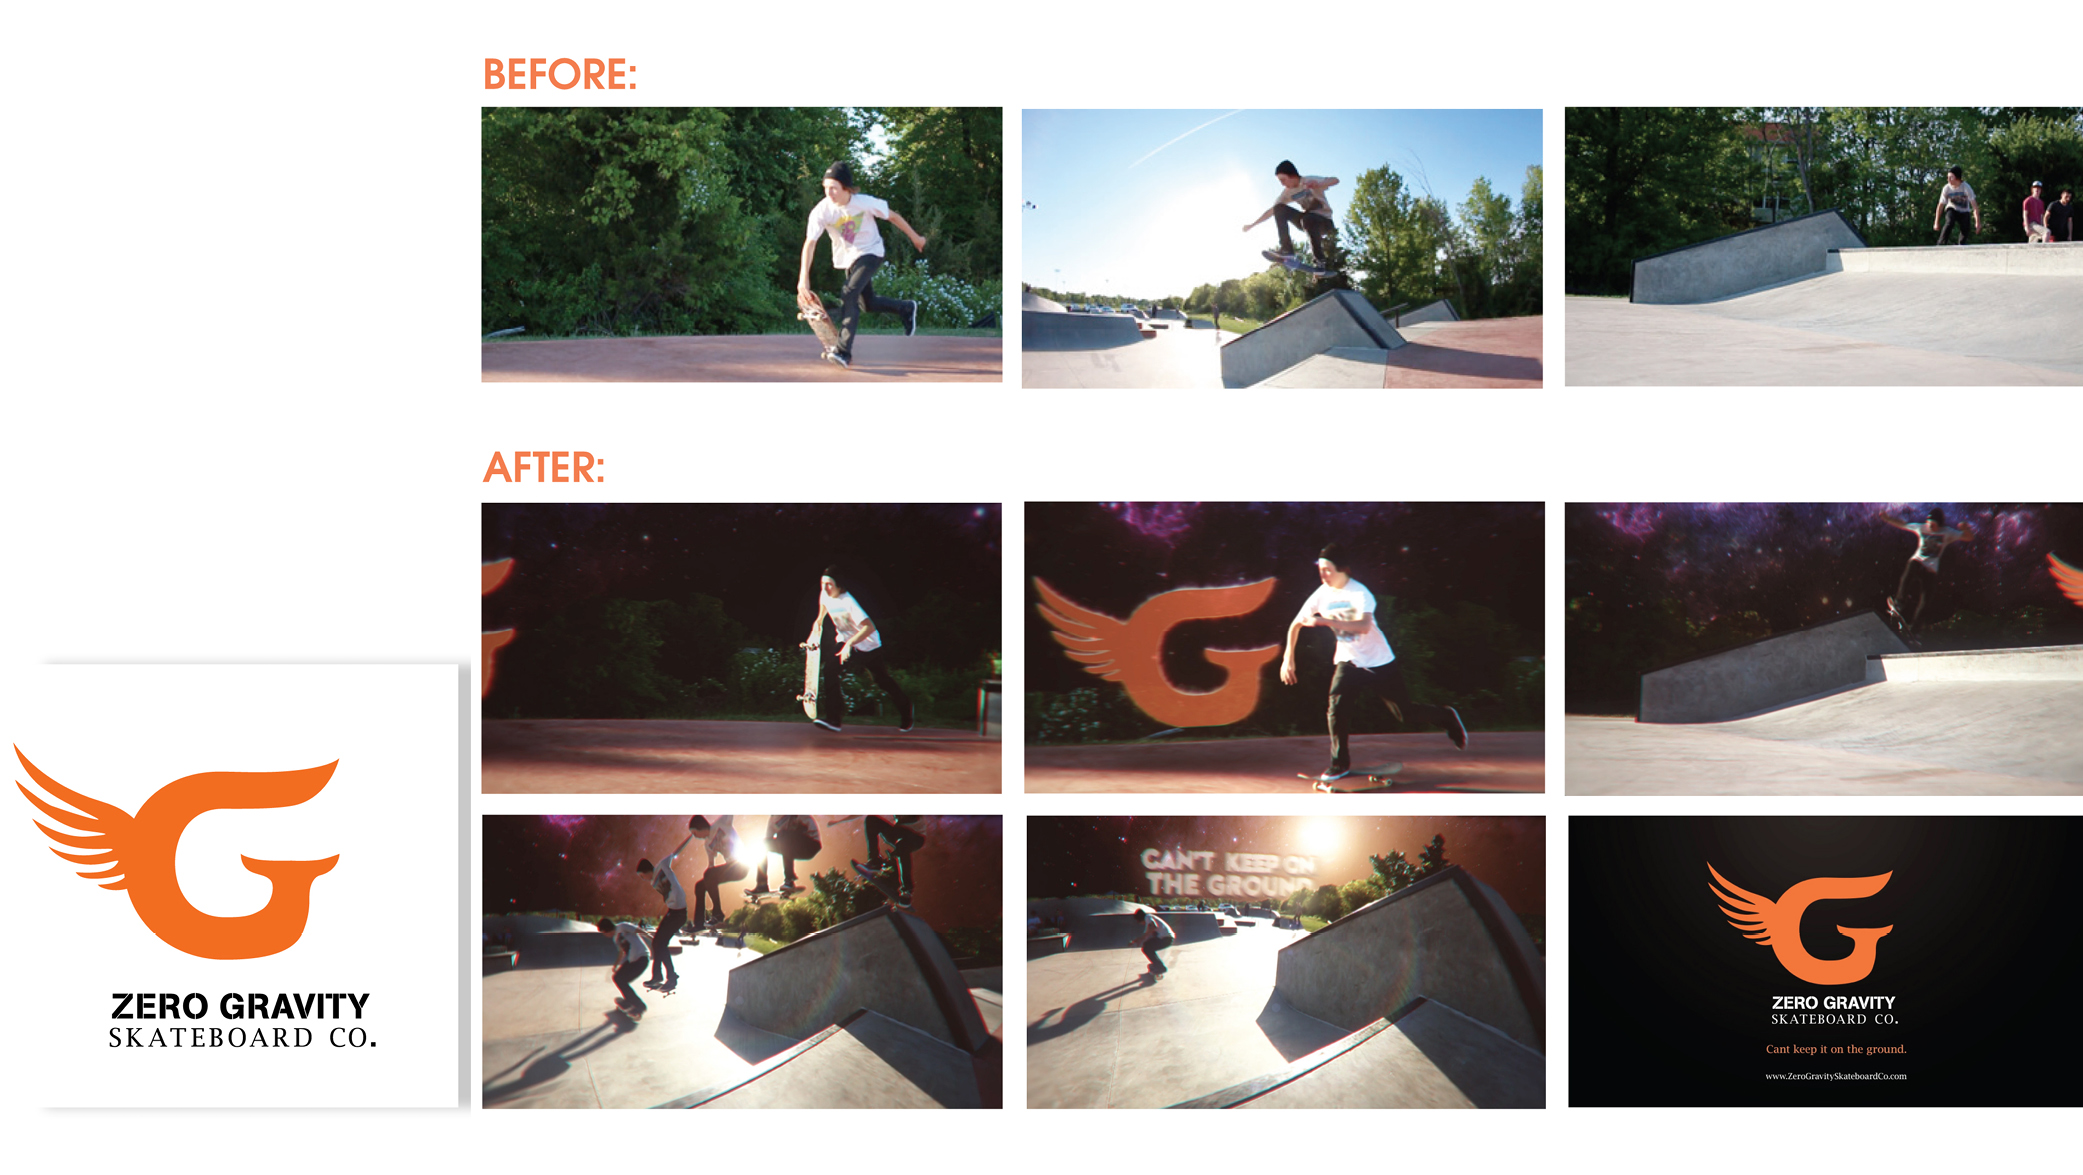 BEFORE:
AFTER:
ZERO GRAVITY
SKATEBOARD CO.
CAN'T KEEP ON
THE GROUND
ZERO GRAVITY
SKATEBOARD CO.
Cant keep it on the ground.
www.ZeroGravitySkateboardCo.com